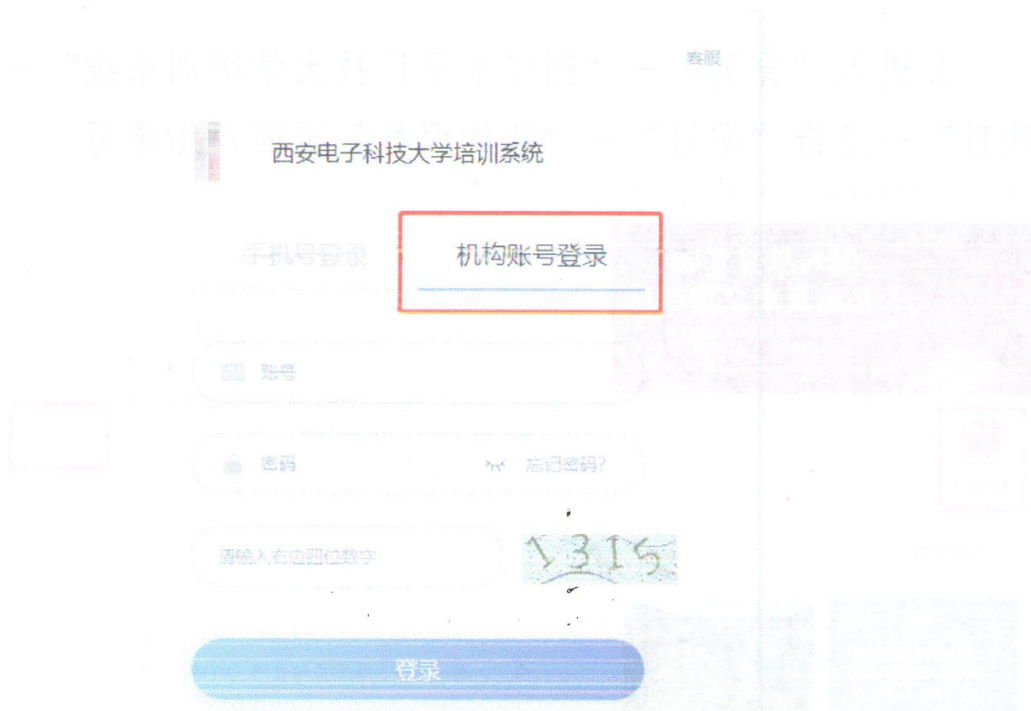 客服
西安电子科技大学培训系统
手机号登录 机构账号登录
账号
密码 忘记密码?
请输入右边四位数字 1315
登录